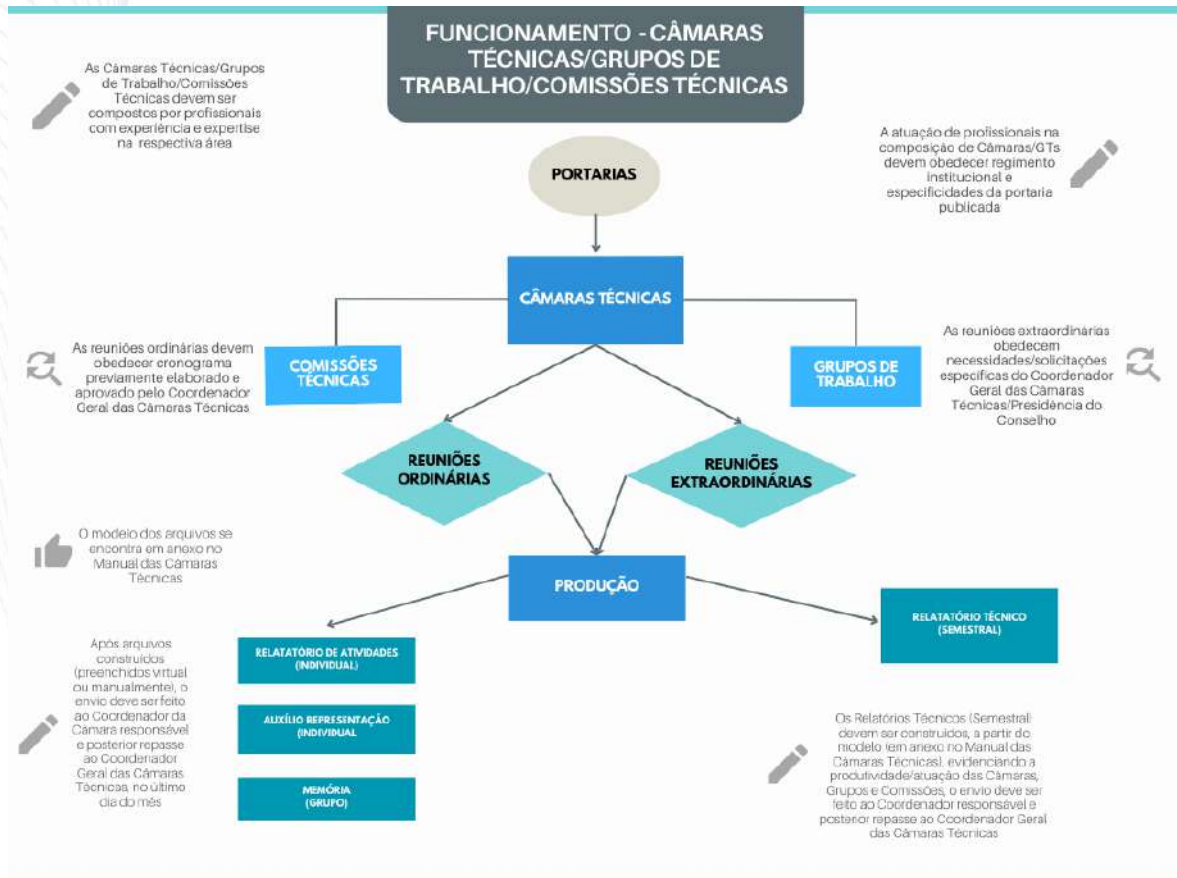 FUNCIONAMENTO - CÂMARAS
TÉCNICAS/GRUPOS DE
TRABALHO/COMISSÕES TÉCNICAS
As Câmaras Técnicas/Grupos
de Trabalho/Comissões
Técnicas devem ser
compostos por profissionais
com experiência e expertise
na respectiva área
A atuação de profissionais na
composição de Câmaras/GTs
devem obedecer regimento
institucional e
especificidades da portaria
publicada
PORTARIAS
CÂMARAS TÉCNICAS
As reuniões ordinárias devem
obedecer cronograma
previamente elaborado e
aprovado pelo Coordenador
Geral das Câmaras Técnicas
COMISSÕES
TÉCNICAS
GRUPOS DE
TRABALHO
As reuniões extraordinárias
obedecem
necessidades/solicitações
específicas do Coordenador
Geral das Câmaras
Técnicas/Presidência do
Conselho
REUNIÕES
ORDINÁRIAS
REUNIÕES
EXTRAORDINÁRIAS
O modelo dos arquivos se
encontra em anexo no
Manual das Câmaras
Técnicas
PRODUÇÃO
Após arquivos
construídos
(preenchidos virtual
ou manualmente), o
envio deve ser feito
ao Coordenador da
Câmara responsável
e posterior repasse
ao Coordenador
Geral das Câmaras
Técnicas, no último
dia do mês
RELATATÓRIO DE ATIVIDADES
(INDIVIDUAL)
AUXÍLIO REPRESENTAÇÃO
(INDIVIDUAL
MEMÓRIA
(GRUPO)
RELATATÓRIO TÉCNICO
(SEMESTRAL)
Os Relatórios Técnicos (Semestral)
devem ser construídos, a partir do
modelo (em anexo no Manual das
Câmaras Técnicas), evidenciando a
produtividade/atuação das Câmaras,
Grupos e Comissões, o envio deve ser
feito ao Coordenador responsável e
posterior repasse ao Coordenador Geral
das Câmaras Técnicas